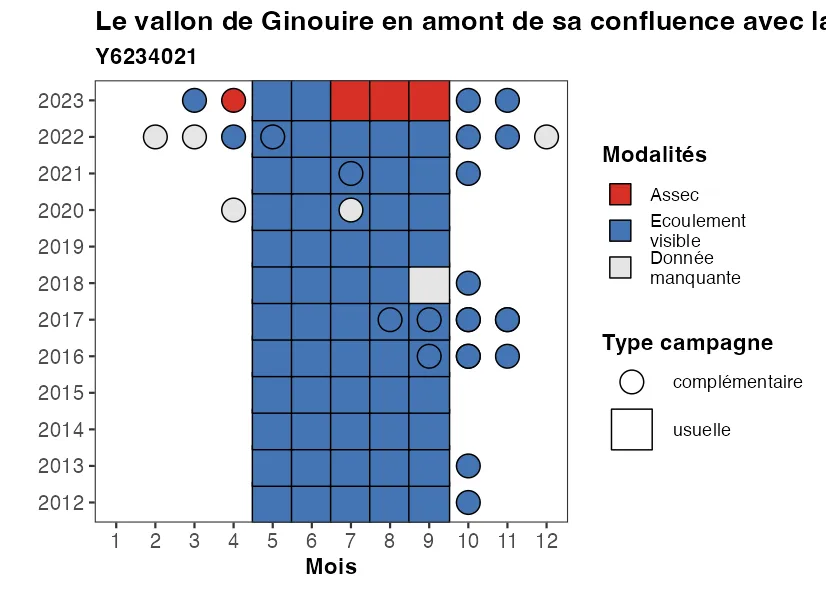 Le vallon de Ginouire en amont de sa confluence avec la
Y6234021
2023
2022
2021
2020
2019
2018
2017
2016
2015
2014
2013
2012
1 2 3 4 5 6 7 8 9 10 11 12
Mois
Modalités
Assec
Ecoulement
visible
Donnée
manquante
Type campagne
complémentaire
usuelle